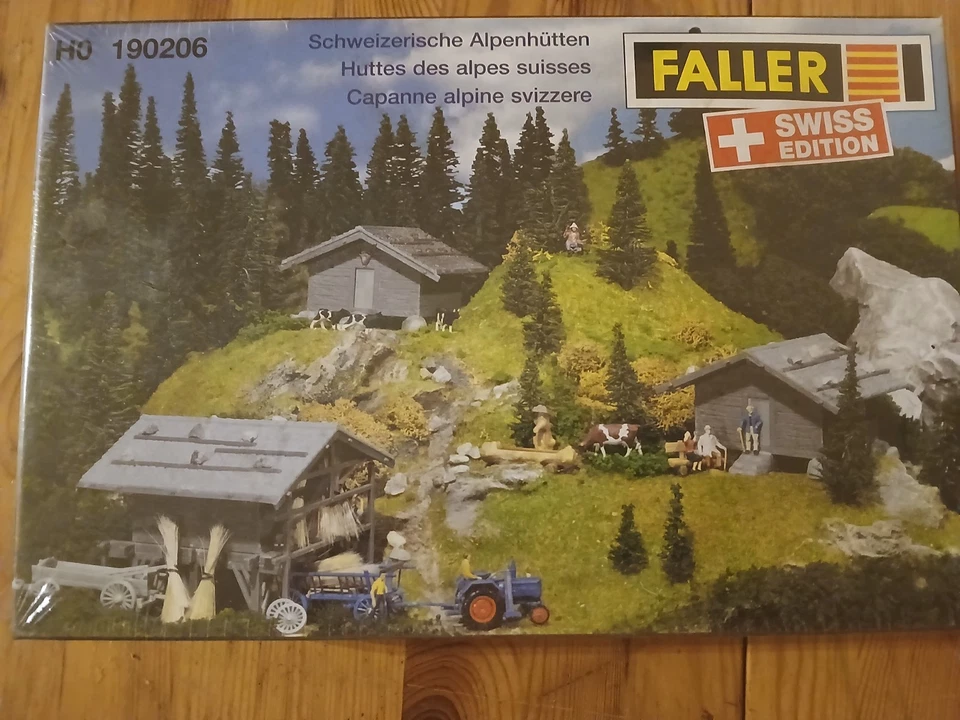 H0 190206
Schweizerische Alpenhütten
Huttes des alpes suisses
Capanne alpine svizzere
FALLER
SWISS
EDITION